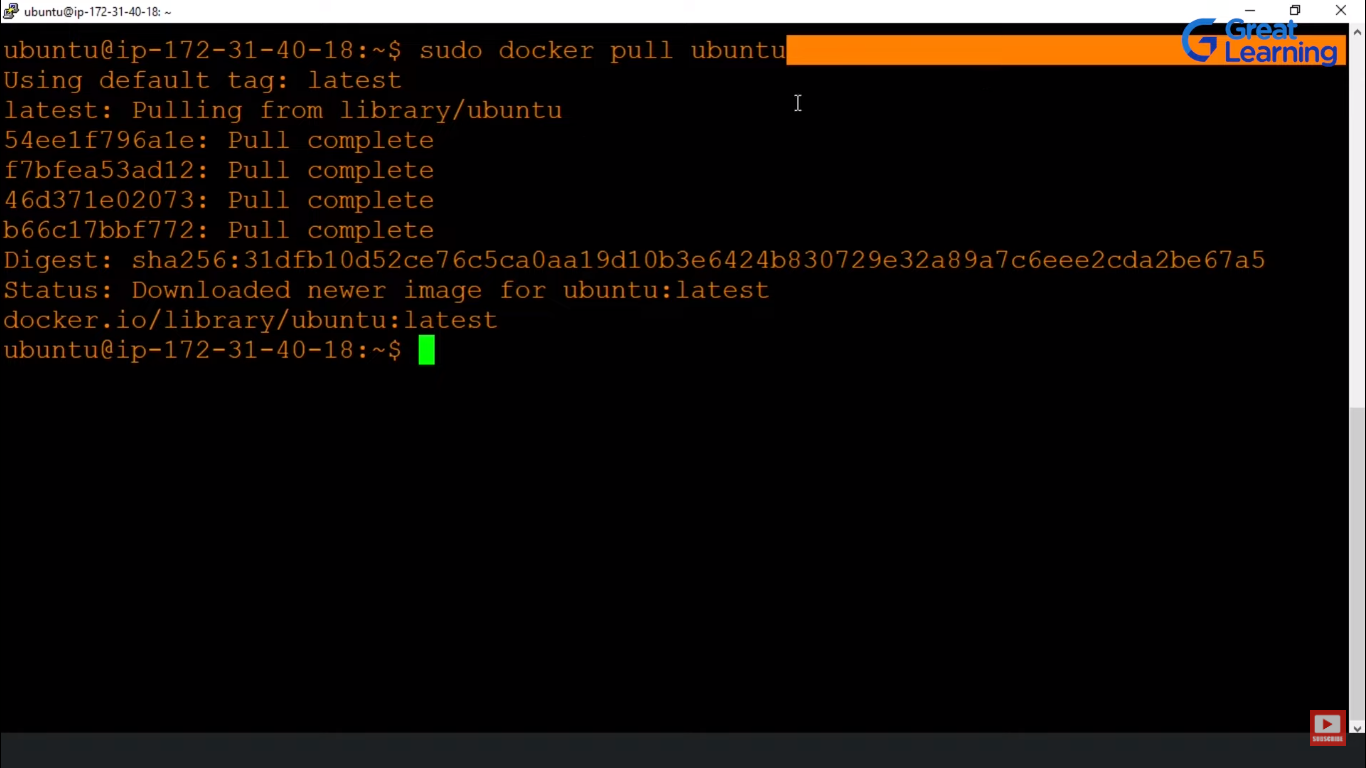 ubuntu@ip-172-31-40-18: ~
Great
Learning
ubuntu@ip-172-31-40-18:~$ sudo docker pull ubuntu
Using default tag: latest
latest: Pulling from library/ubuntu
54ee1f796a1e: Pull complete
f7bfea53ad12: Pull complete
46d371e02073: Pull complete
b66c17bbf772: Pull complete
Digest: sha256:31dfb10d52ce76c5ca0aa19d10b3e6424b830729e32a89a7c6eee2cda2be67a5
Status: Downloaded newer image for ubuntu:latest
docker.io/library/ubuntu:latest
ubuntu@ip-172-31-40-18:~$
SUBSCRIBE